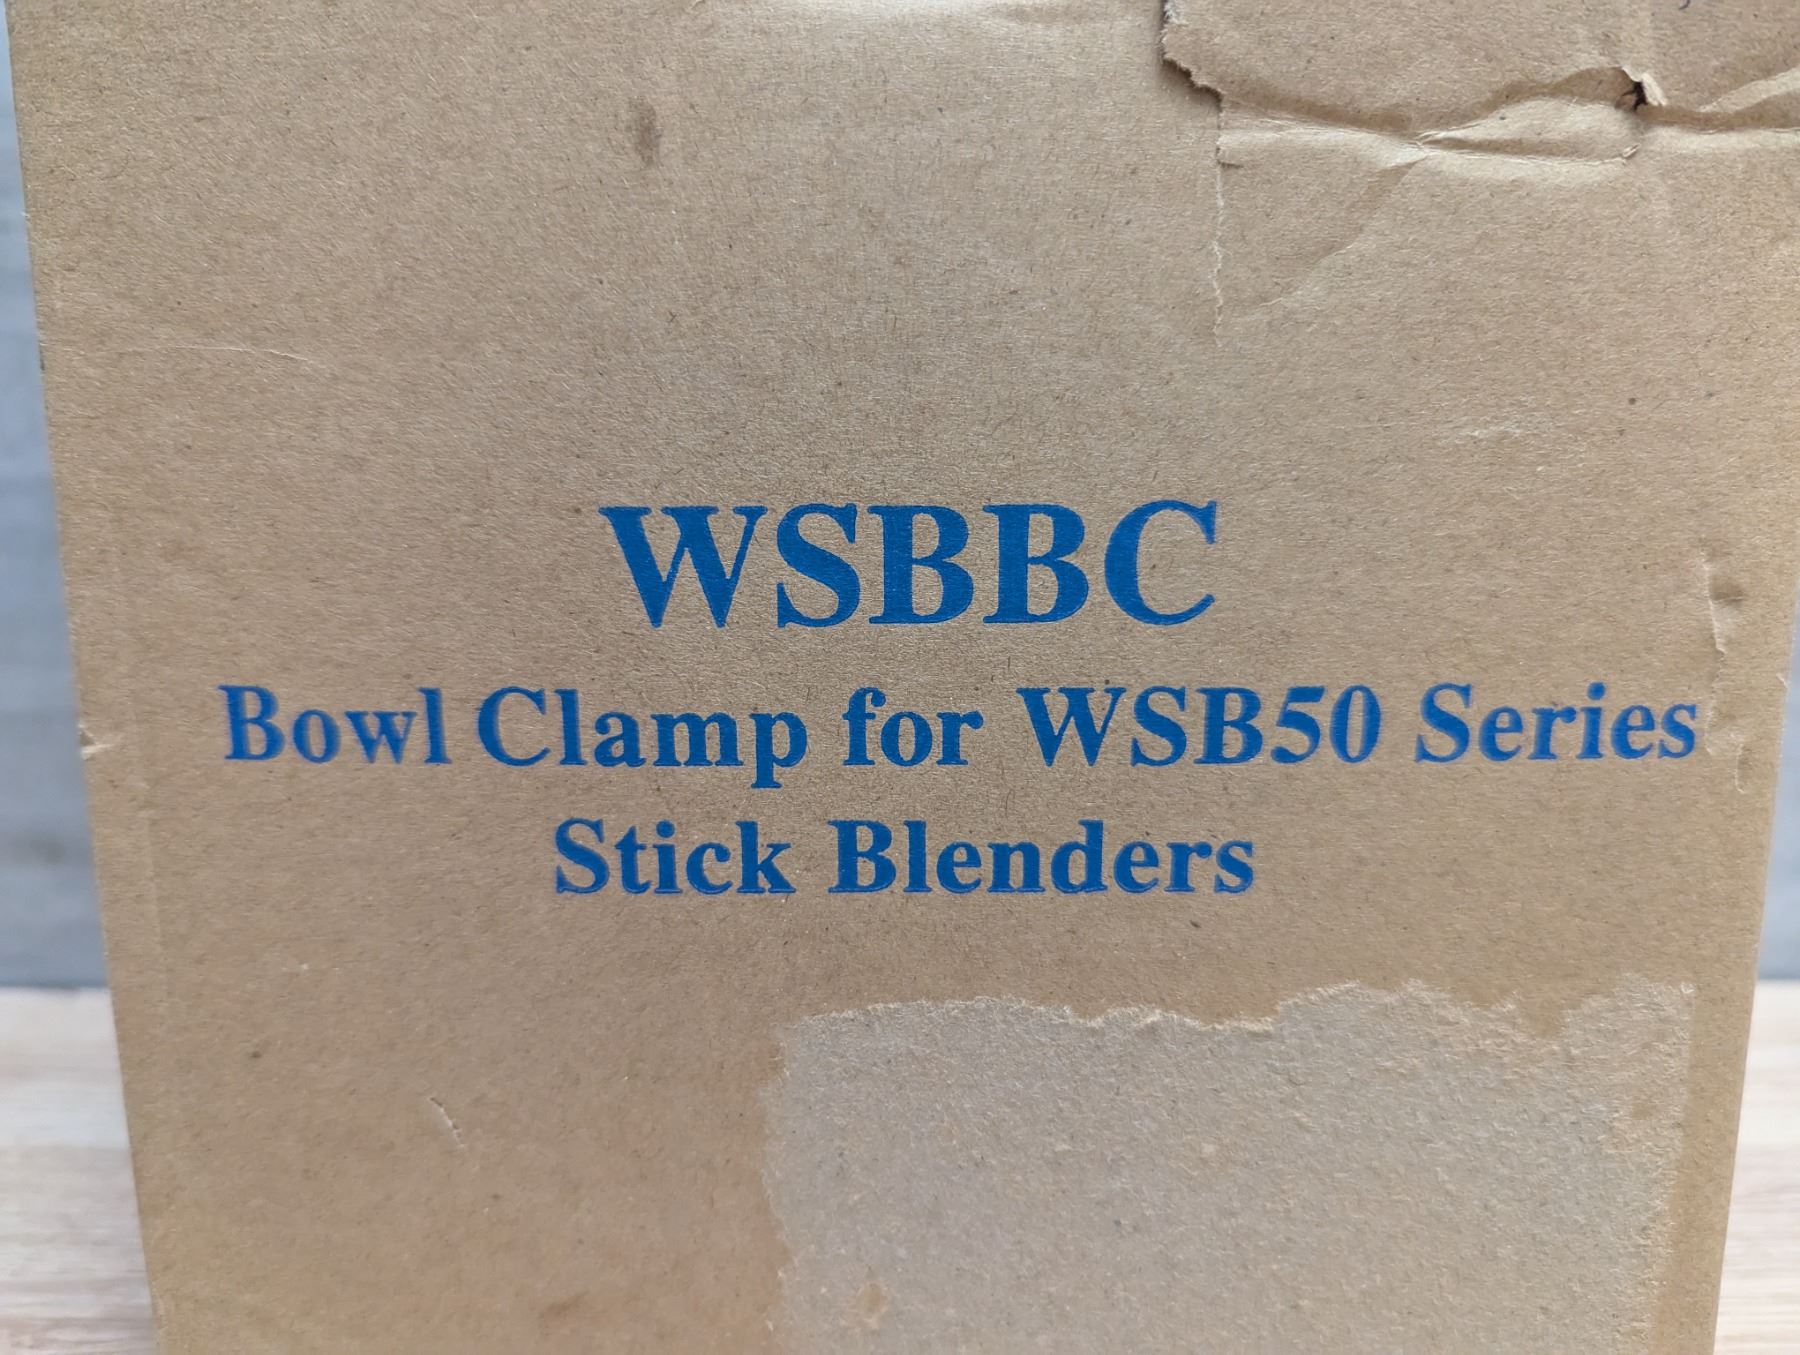 WSBBC
Bowl Clamp for WSB50 Series
Stick Blenders